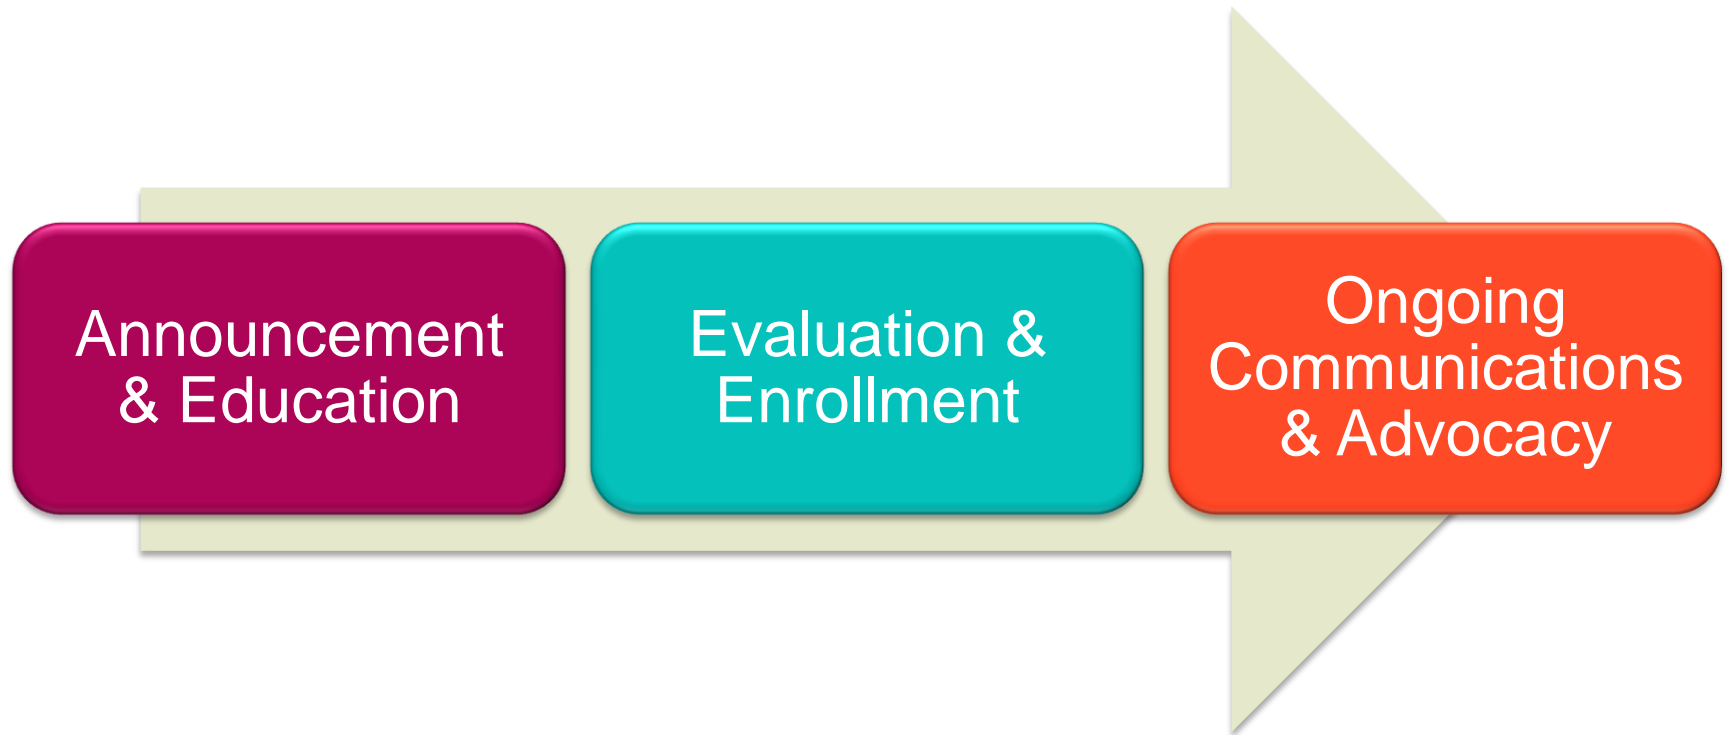 Announcement
& Education
Evaluation &
Enrollment
Ongoing
Communications
& Advocacy